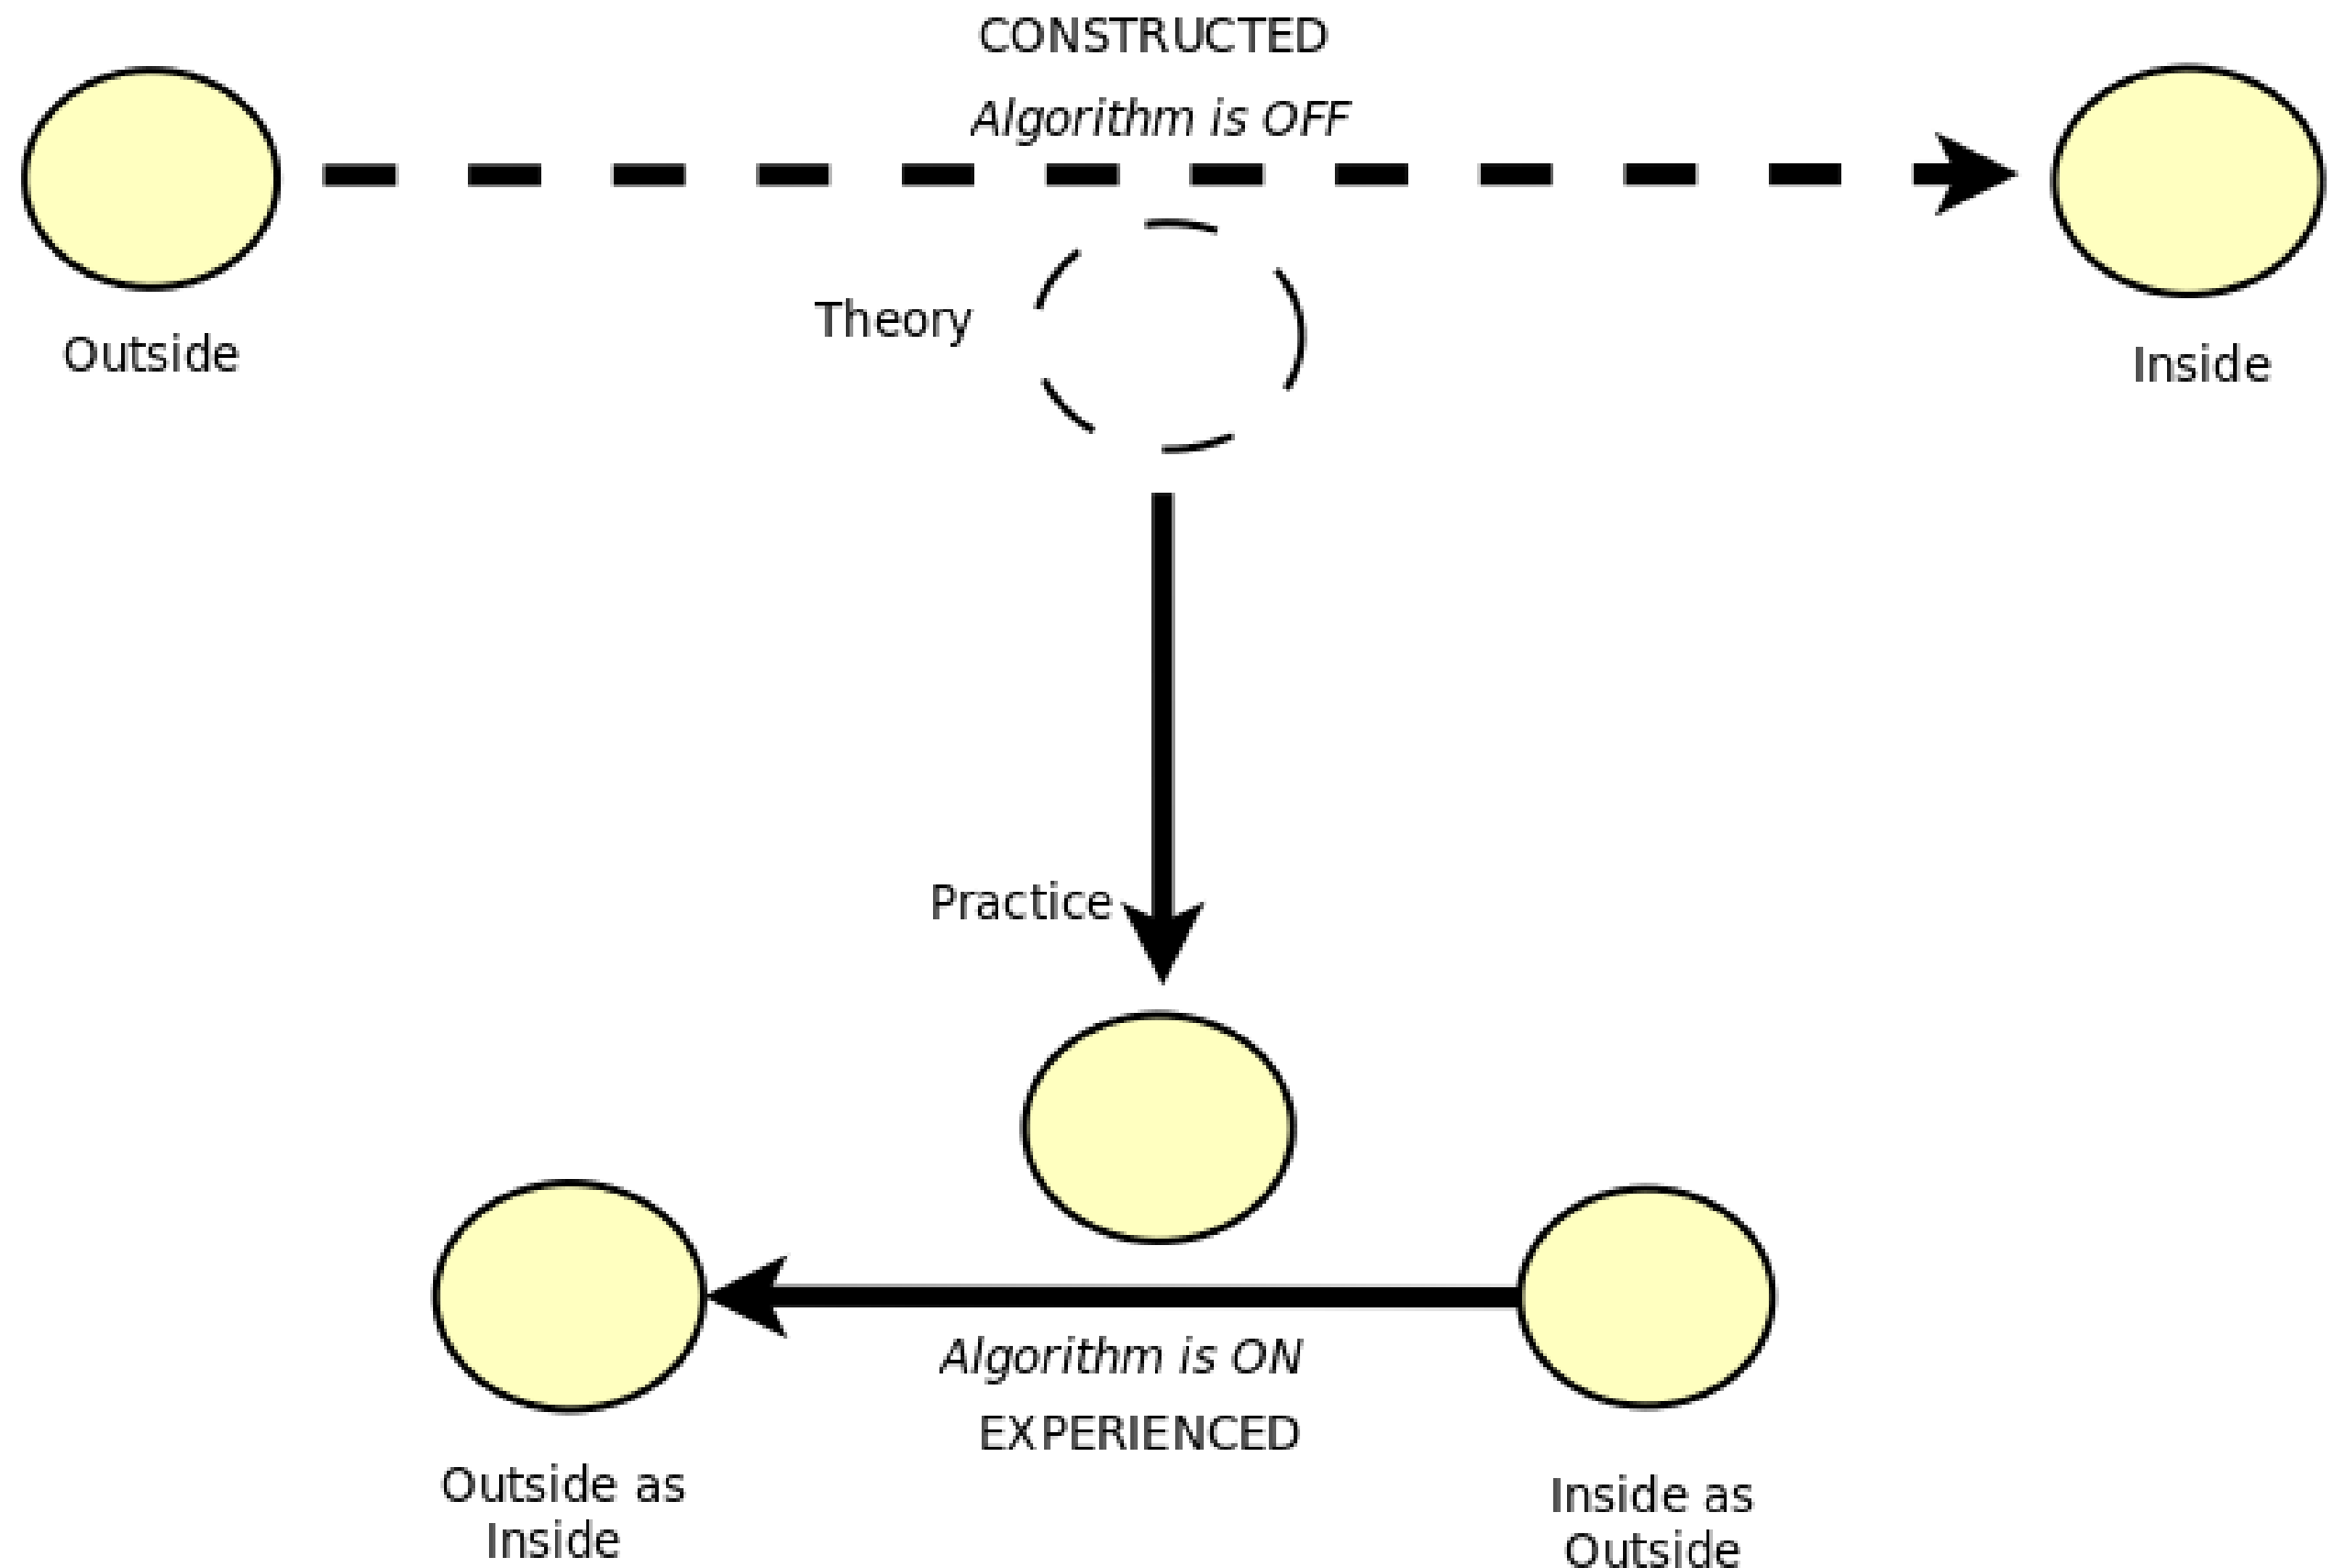 CONSTRUCTED
Algorithm is OFF
Theory
Outside
Inside
Practice
Algorithm is ON
EXPERIENCED
Outside as
Inside
Inside as
Outside